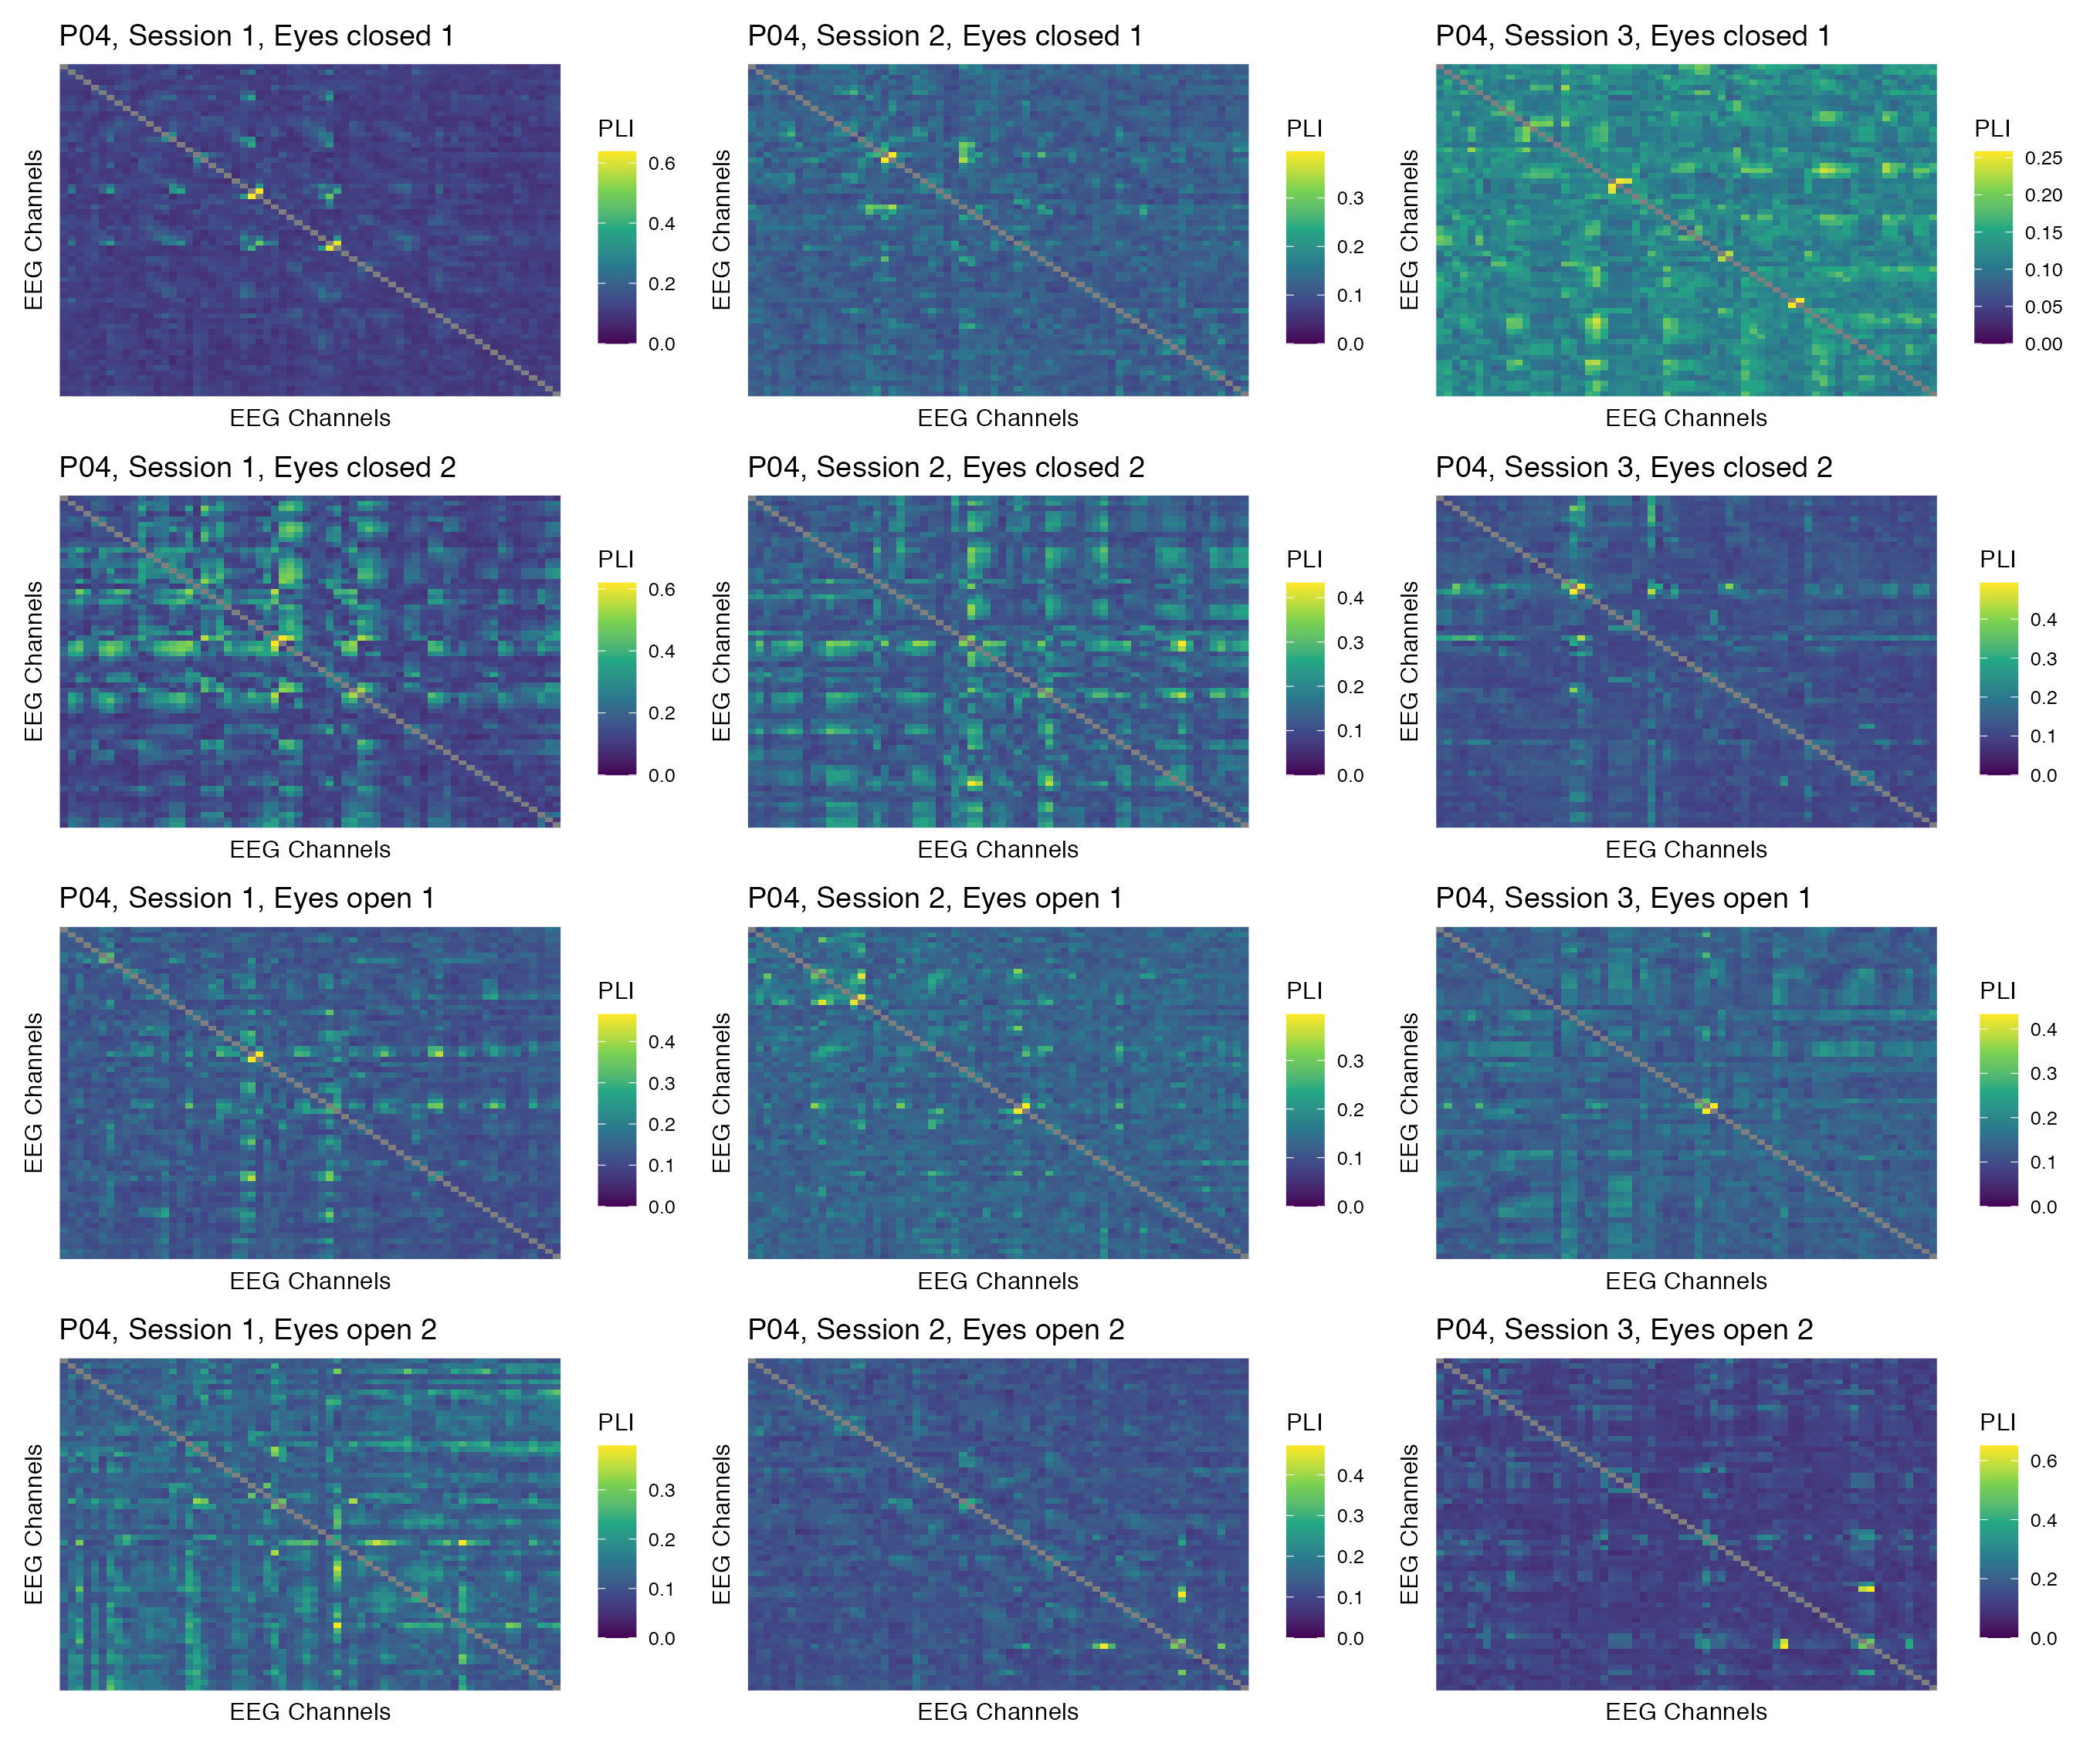 P04, Session 1, Eyes closed 1
EEG Channels
EEG Channels
PLI
0.6
0.4
0.2
0.0
P04, Session 2, Eyes closed 1
EEG Channels
EEG Channels
PLI
0.3
0.2
0.1
0.0
P04, Session 3, Eyes closed 1
EEG Channels
EEG Channels
PLI
0.25
0.20
0.15
0.10
0.05
0.00
P04, Session 1, Eyes closed 2
EEG Channels
EEG Channels
PLI
0.6
0.4
0.2
0.0
P04, Session 2, Eyes closed 2
EEG Channels
EEG Channels
PLI
0.4
0.3
0.2
0.1
0.0
P04, Session 3, Eyes closed 2
EEG Channels
EEG Channels
PLI
0.4
0.3
0.2
0.1
0.0
P04, Session 1, Eyes open 1
EEG Channels
EEG Channels
PLI
0.4
0.3
0.2
0.1
0.0
P04, Session 2, Eyes open 1
EEG Channels
EEG Channels
PLI
0.3
0.2
0.1
0.0
P04, Session 3, Eyes open 1
EEG Channels
EEG Channels
PLI
0.4
0.3
0.2
0.1
0.0
P04, Session 1, Eyes open 2
EEG Channels
EEG Channels
PLI
0.3
0.2
0.1
0.0
P04, Session 2, Eyes open 2
EEG Channels
EEG Channels
PLI
0.4
0.3
0.2
0.1
0.0
P04, Session 3, Eyes open 2
EEG Channels
EEG Channels
PLI
0.6
0.4
0.2
0.0